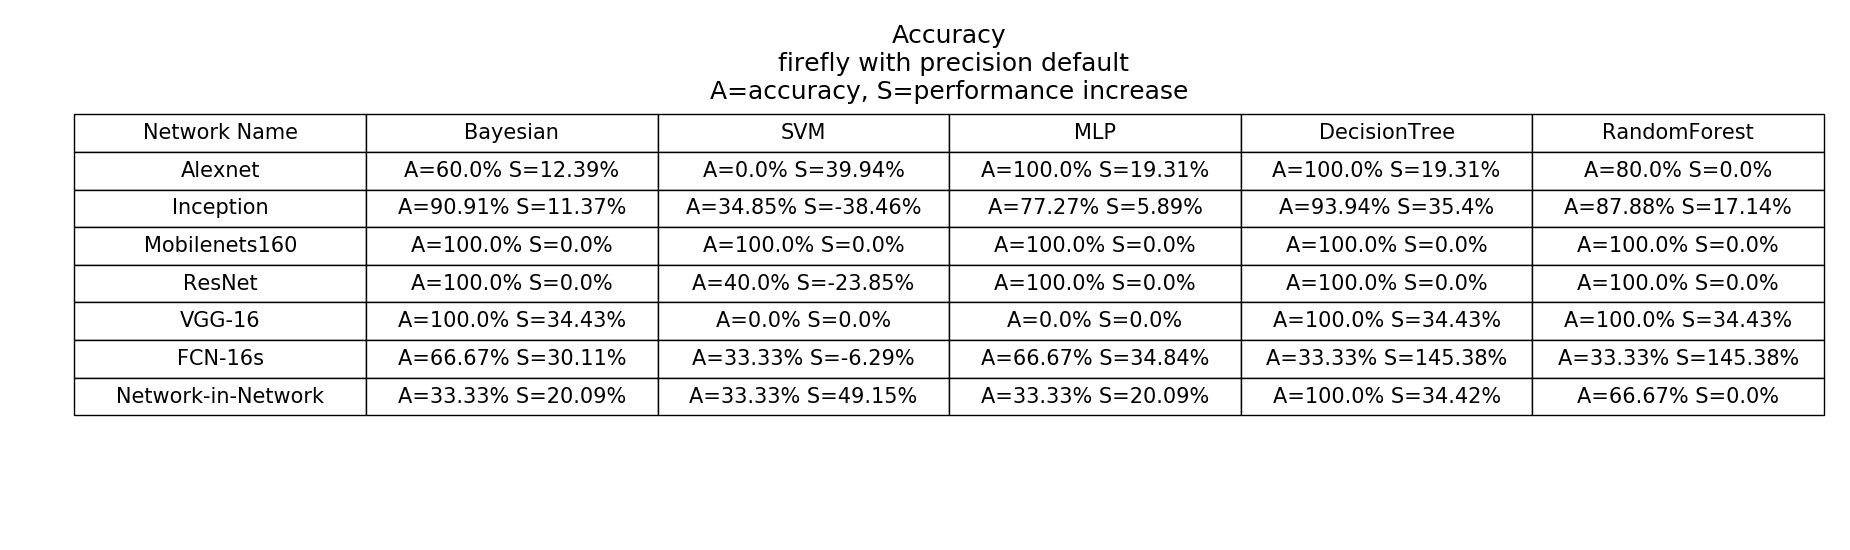 Accuracy
firefly with precision default
A=accuracy, S=performance increase
Network Name Bayesian SVM MLP DecisionTree RandomForest
Alexnet A=60.0% S=12.39% A=0.0% S=39.94% A=100.0% S=19.31% A=100.0% S=19.31% A=80.0% S=0.0%
Inception A=90.91% S=11.37% A=34.85% S=-38.46% A=77.27% S=5.89% A=93.94% S=35.4% A=87.88% S=17.14%
Mobilenets160 A=100.0% S=0.0% A=100.0% S=0.0% A=100.0% S=0.0% A=100.0% S=0.0% A=100.0% S=0.0%
ResNet A=100.0% S=0.0% A=40.0% S=-23.85% A=100.0% S=0.0% A=100.0% S=0.0% A=100.0% S=0.0%
VGG-16 A=100.0% S=34.43% A=0.0% S=0.0% A=0.0% S=0.0% A=100.0% S=34.43% A=100.0% S=34.43%
FCN-16s A=66.67% S=30.11% A=33.33% S=-6.29% A=66.67% S=34.84% A=33.33% S=145.38% A=33.33% S=145.38%
Network-in-Network A=33.33% S=20.09% A=33.33% S=49.15% A=33.33% S=20.09% A=100.0% S=34.42% A=66.67% S=0.0%